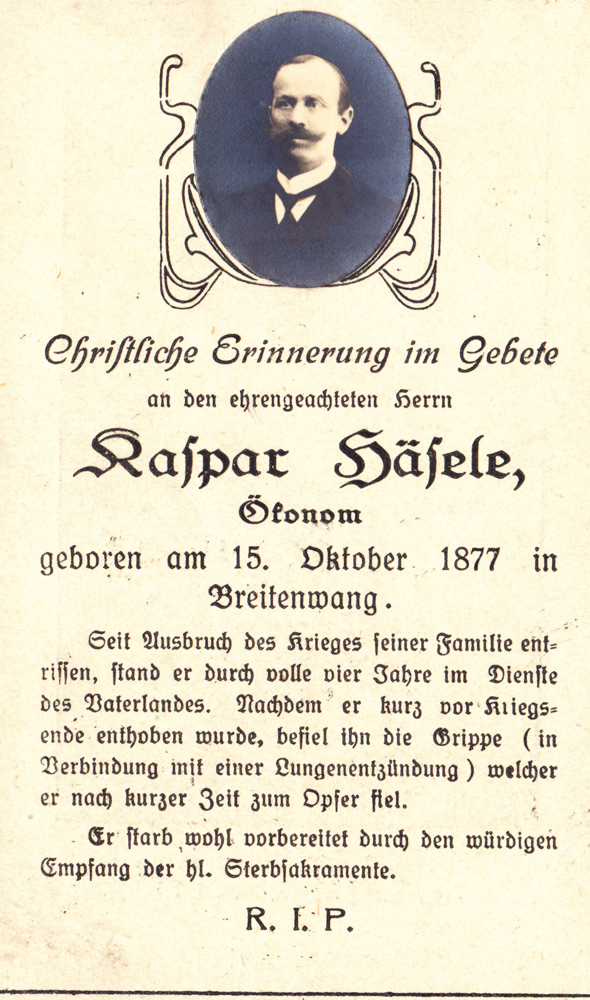 Christliche Erinnerung im Gebete
an den ehrengeachteten Herrn
Kaspar Häsele,
Ökonom
geboren am 15. Oktober 1877 in
Breitenwang.
Seit Ausbruch des Krieges seiner Familie ent-
rissen, stand er durch volle vier Jahre im Dienste
des Vaterlandes. Nachdem er kurz vor Kriegs-
ende enthoben wurde, befiel ihn die Grippe (in
Verbindung mit einer Lungenentzündung) welcher
er nach kurzer Zeit zum Opfer fiel.
Er starb wohl vorbereitet durch den würdigen
Empfang der hl. Sterbsakramente.
R. I. P.